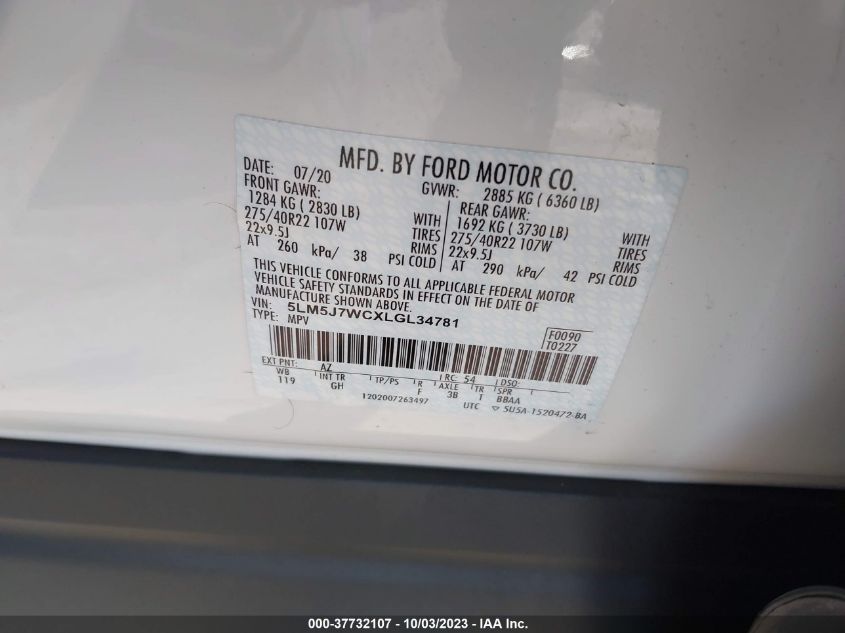 MFD. BY FORD MOTOR CO.
DATE: 07/20 GVWR: 2885 KG ( 6360 LB)
FRONT GAWR: REAR GAWR:
1284 KG ( 2830 LB) WITH 1692 KG ( 3730 LB) WITH
275/40R22 107W TIRES 275/40R22 107W TIRES
22x9.5J RIMS 22x9.5J RIMS
AT 260 kPa/ 38 PSI COLD AT 290 kPa/ 42 PSI COLD
THIS VEHICLE CONFORMS TO ALL APPLICABLE FEDERAL MOTOR
VEHICLE SAFETY STANDARDS IN EFFECT ON THE DATE OF
MANUFACTURE SHOWN ABOVE.
VIN: 5LM5J7WCXLGL34781
TYPE: MPV
F0090
T0227
EXT PNT: AZ RC: 54 DSO:
WB INT TR TP/PS R AXLE TR SPR
119 GH F 3B T BBAA
1202007263497 UTC ▽ 5U5A-1520472-BA
000-37732107 - 10/03/2023 - IAA Inc.